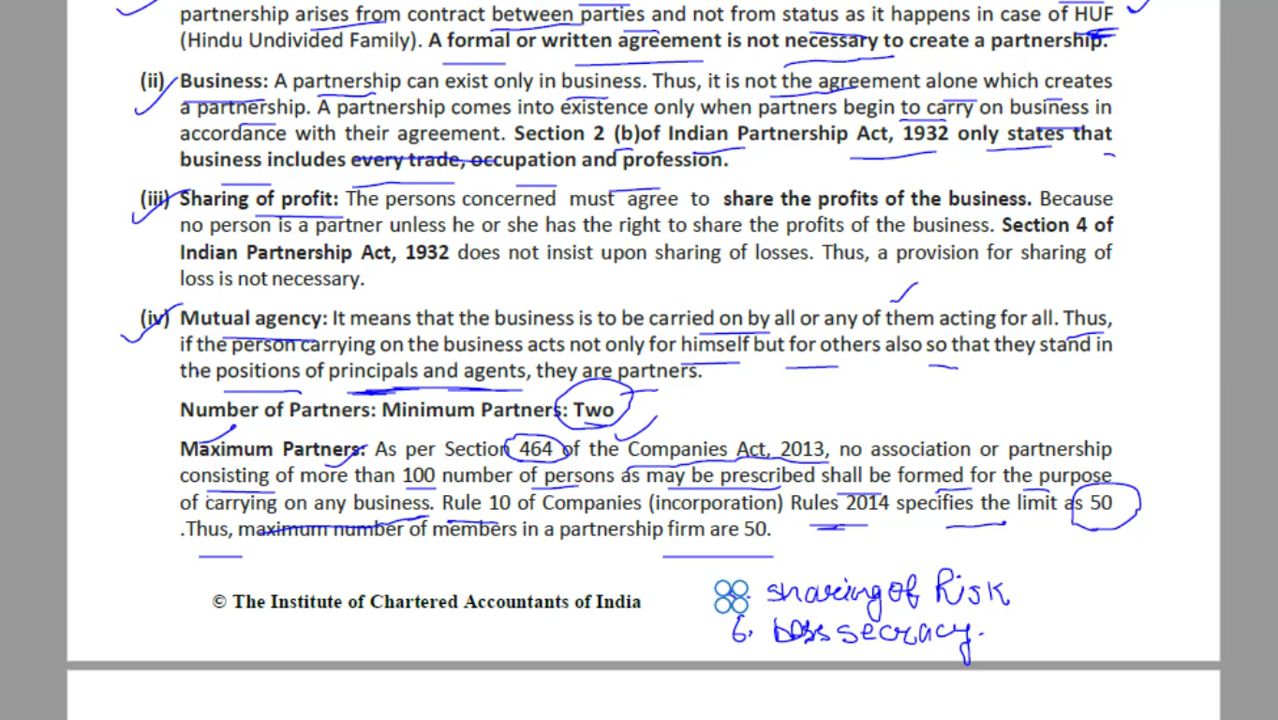 partnership arises from contract between parties and not from status as it happens in case of HUF
(Hindu Undivided Family). A formal or written agreement is not necessary to create a partnership.
(ii) Business: A partnership can exist only in business. Thus, it is not the agreement alone which creates
a partnership. A partnership comes into existence only when partners begin to carry on business in
accordance with their agreement. Section 2 (b)of Indian Partnership Act, 1932 only states that
business includes every trade, occupation and profession.
(iii) Sharing of profit: The persons concerned must agree to share the profits of the business. Because
no person is a partner unless he or she has the right to share the profits of the business. Section 4 of
Indian Partnership Act, 1932 does not insist upon sharing of losses. Thus, a provision for sharing of
loss is not necessary.
(iv) Mutual agency: It means that the business is to be carried on by all or any of them acting for all. Thus,
if the person carrying on the business acts not only for himself but for others also so that they stand in
the positions of principals and agents, they are partners.
Number of Partners: Minimum Partners: Two
Maximum Partners: As per Section 464 of the Companies Act, 2013, no association or partnership
consisting of more than 100 number of persons as may be prescribed shall be formed for the purpose
of carrying on any business. Rule 10 of Companies (incorporation) Rules 2014 specifies the limit as 50
.Thus, maximum number of members in a partnership firm are 50.
© The Institute of Chartered Accountants of India
sharing of Risk
6. secracy.